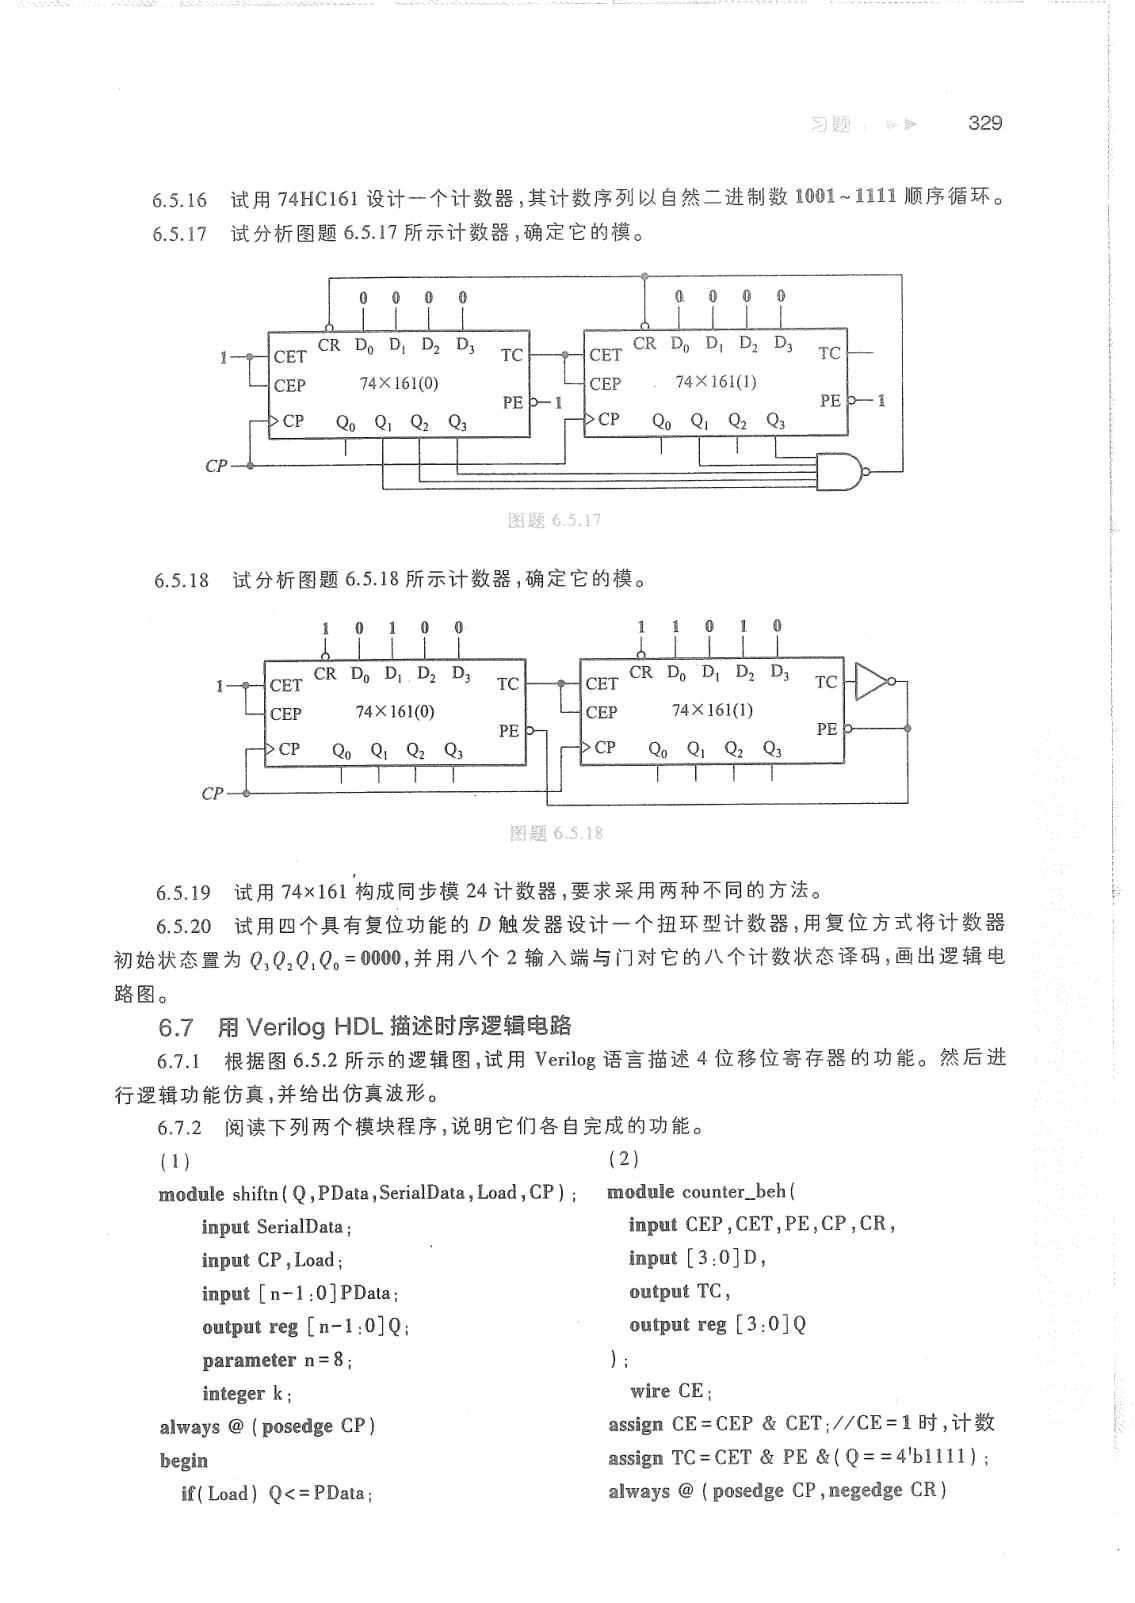 习题 329
6.5.16 试用 74HC161 设计一个计数器,其计数序列以自然二进制数 1001~1111 顺序循环。
6.5.17 试分析图题 6.5.17 所示计数器,确定它的模。
0 0 0 0 0 0 0 0
CR D0 D1 D2 D3 CR D0 D1 D2 D3
1 CET TC CET TC
CEP 74×161(0) CEP 74×161(1)
PE 1 PE 1
CP Q0 Q1 Q2 Q3 CP Q0 Q1 Q2 Q3
CP
图题 6.5.17
6.5.18 试分析图题 6.5.18 所示计数器,确定它的模。
1 0 1 0 0 1 1 0 1 0
CR D0 D1 D2 D3 CR D0 D1 D2 D3
1 CET TC CET TC
CEP 74×161(0) CEP 74×161(1)
PE PE
CP Q0 Q1 Q2 Q3 CP Q0 Q1 Q2 Q3
CP
图题 6.5.18
6.5.19 试用 74×161 构成同步模 24 计数器,要求采用两种不同的方法。
6.5.20 试用四个具有复位功能的 D 触发器设计一个扭环型计数器,用复位方式将计数器
初始状态置为 Q3Q2Q1Q0=0000,并用八个 2 输入端与门对它的八个计数状态译码,画出逻辑电
路图。
6.7 用 Verilog HDL 描述时序逻辑电路
6.7.1 根据图 6.5.2 所示的逻辑图,试用 Verilog 语言描述 4 位移位寄存器的功能。然后进
行逻辑功能仿真,并给出仿真波形。
6.7.2 阅读下列两个模块程序,说明它们各自完成的功能。
(1)
module shiftn(Q,PData,SerialData,Load,CP);
input SerialData;
input CP,Load;
input [n-1:0]PData;
output reg [n-1:0]Q;
parameter n=8;
integer k;
always @ (posedge CP)
begin
if(Load) Q<=PData;
(2)
module counter_beh(
input CEP,CET,PE,CP,CR,
input [3:0]D,
output TC,
output reg [3:0]Q
);
wire CE;
assign CE=CEP & CET;//CE=1 时,计数
assign TC=CET & PE &(Q==4'b1111);
always @ (posedge CP,negedge CR)